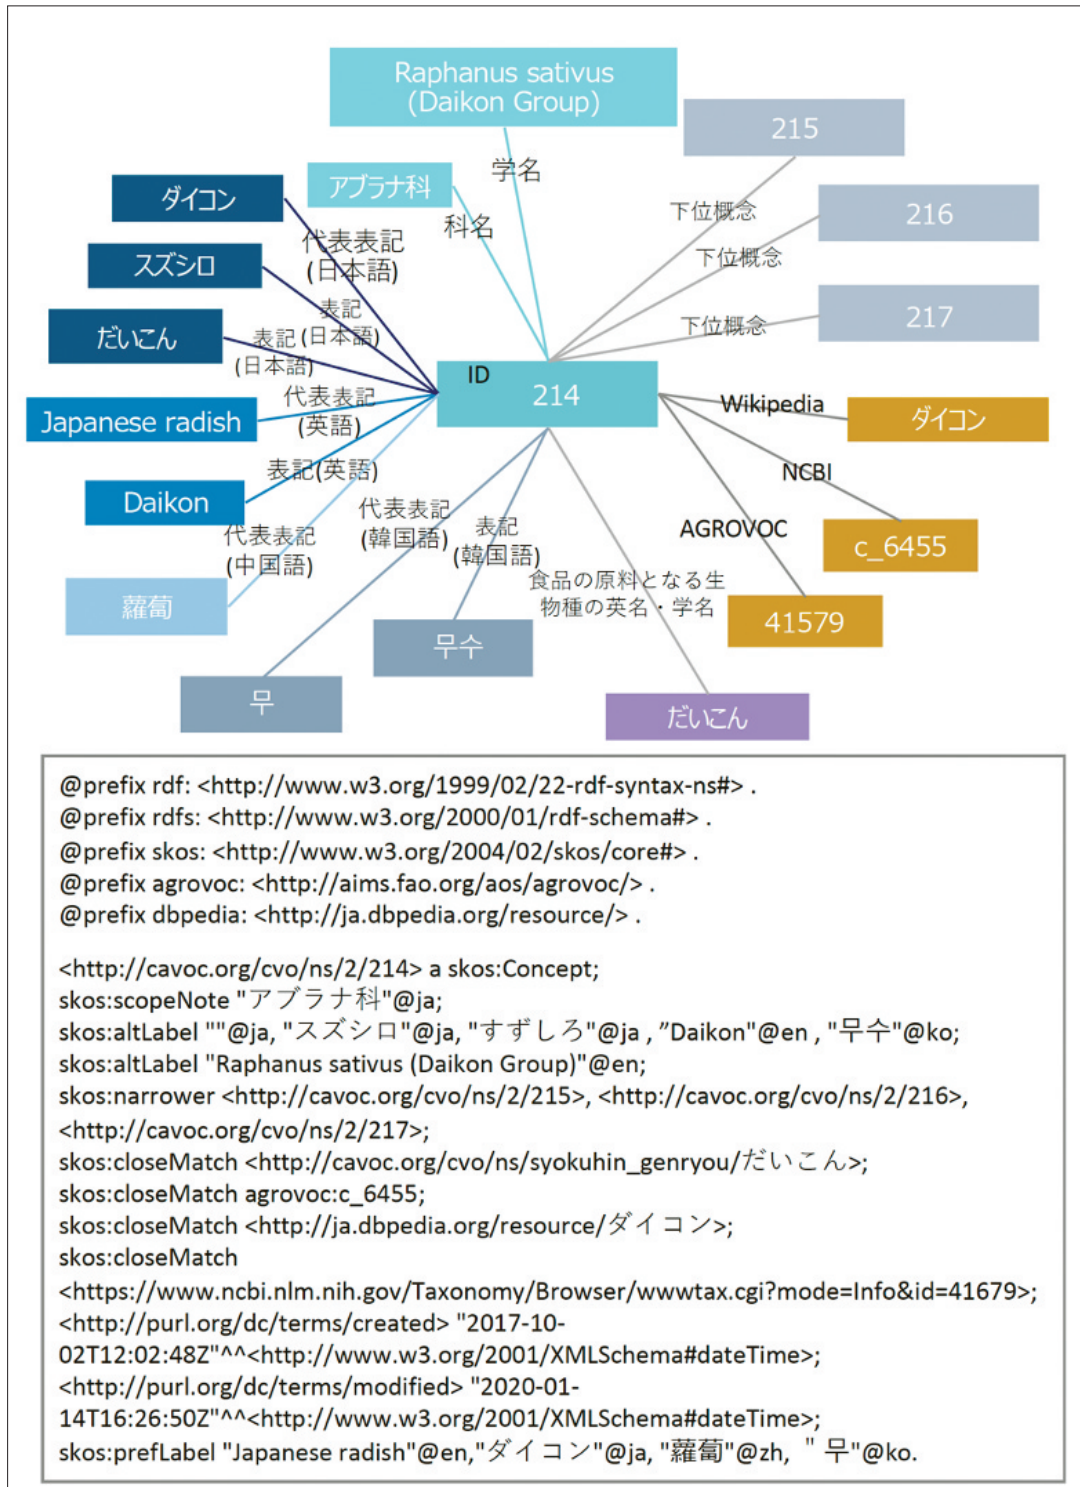 Raphanus sativus
(Daikon Group)
215
学名
アブラナ科
ダイコン
下位概念
216
科名
代表表記
(日本語)
下位概念
スズシロ
表記
(日本語)
下位概念
217
だいこん
表記
(日本語)
ID
214
代表表記
(英語)
Wikipedia
ダイコン
Japanese radish
表記(英語)
NCBI
Daikon
代表表記
(韓国語)
表記
(韓国語)
AGROVOC
c_6455
代表表記
(中国語)
蘿蔔
食品の原料となる生
物種の英名・学名
41579
무수
무
だいこん
@prefix rdf: <http://www.w3.org/1999/02/22-rdf-syntax-ns#> .
@prefix rdfs: <http://www.w3.org/2000/01/rdf-schema#> .
@prefix skos: <http://www.w3.org/2004/02/skos/core#> .
@prefix agrovoc: <http://aims.fao.org/aos/agrovoc/> .
@prefix dbpedia: <http://ja.dbpedia.org/resource/> .
<http://cavoc.org/cvo/ns/2/214> a skos:Concept;
skos:scopeNote "アブラナ科"@ja;
skos:altLabel ""@ja, "スズシロ"@ja, "すずしろ"@ja , ”Daikon"@en , "무수"@ko;
skos:altLabel "Raphanus sativus (Daikon Group)"@en;
skos:narrower <http://cavoc.org/cvo/ns/2/215>, <http://cavoc.org/cvo/ns/2/216>,
<http://cavoc.org/cvo/ns/2/217>;
skos:closeMatch <http://cavoc.org/cvo/ns/syokuhin_genryou/だいこん>;
skos:closeMatch agrovoc:c_6455;
skos:closeMatch <http://ja.dbpedia.org/resource/ダイコン>;
skos:closeMatch
<https://www.ncbi.nlm.nih.gov/Taxonomy/Browser/wwwtax.cgi?mode=Info&id=41679>;
<http://purl.org/dc/terms/created> "2017-10-
02T12:02:48Z"^^<http://www.w3.org/2001/XMLSchema#dateTime>;
<http://purl.org/dc/terms/modified> "2020-01-
14T16:26:50Z"^^<http://www.w3.org/2001/XMLSchema#dateTime>;
skos:prefLabel "Japanese radish"@en,"ダイコン"@ja, "蘿蔔"@zh, ＂무"@ko.